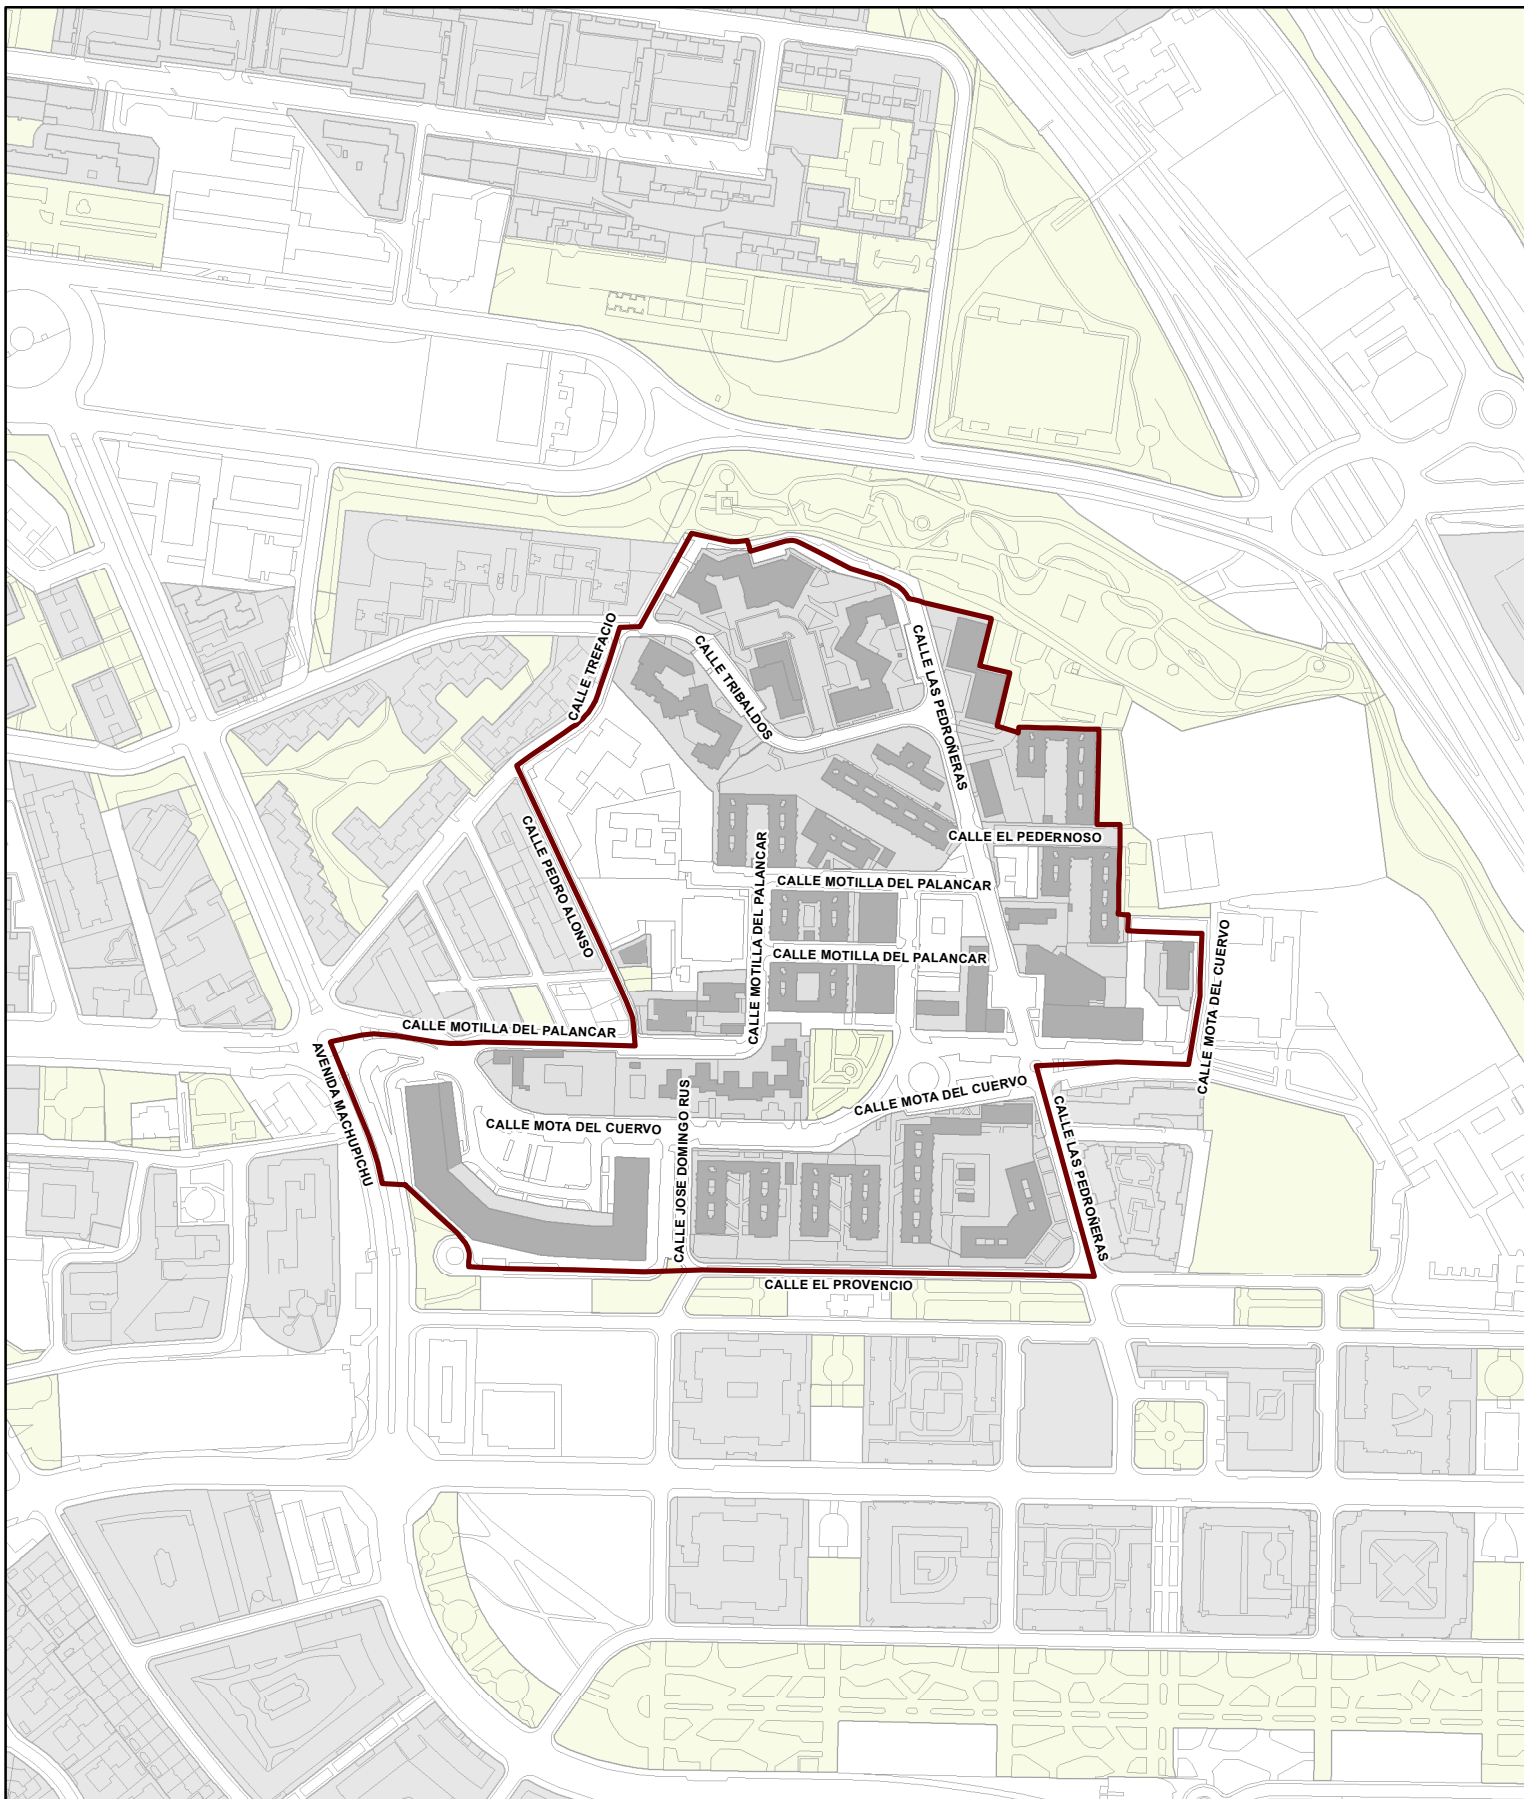 CALLE TREFACIO
CALLE TRIBALDOS
CALLE LAS PEDROÑERAS
CALLE PEDRO ALONSO
CALLE MOTILLA DEL PALANCAR
CALLE EL PEDERNOSO
CALLE MOTILLA DEL PALANCAR
CALLE MOTILLA DEL PALANCAR
CALLE MOTA DEL CUERVO
CALLE MOTILLA DEL PALANCAR
AVENIDA MACHUPICHU
CALLE MOTA DEL CUERVO
CALLE JOSE DOMINGO RUS
CALLE MOTA DEL CUERVO
CALLE LAS PEDROÑERAS
CALLE EL PROVENCIO